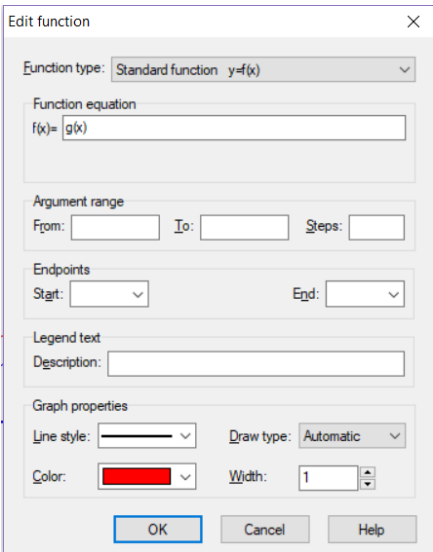 Edit function
Function type: Standard function y=f(x)
Function equation
f(x)= g(x)
Argument range
From: To: Steps:
Endpoints
Start: End:
Legend text
Description:
Graph properties
Line style: Draw type: Automatic
Color: Width: 1
OK Cancel Help